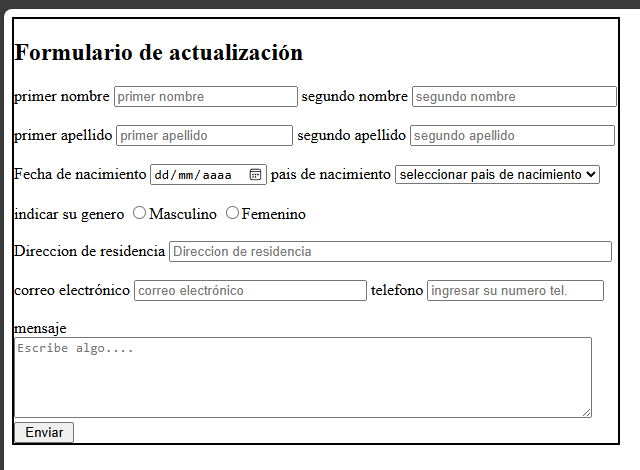 Formulario de actualización
primer nombre primer nombre segundo nombre segundo nombre
primer apellido primer apellido segundo apellido segundo apellido
Fecha de nacimiento dd/mm/aaaa pais de nacimiento seleccionar pais de nacimiento
indicar su genero Masculino Femenino
Direccion de residencia Direccion de residencia
correo electrónico correo electrónico telefono ingresar su numero tel.
mensaje
Escribe algo....
Enviar